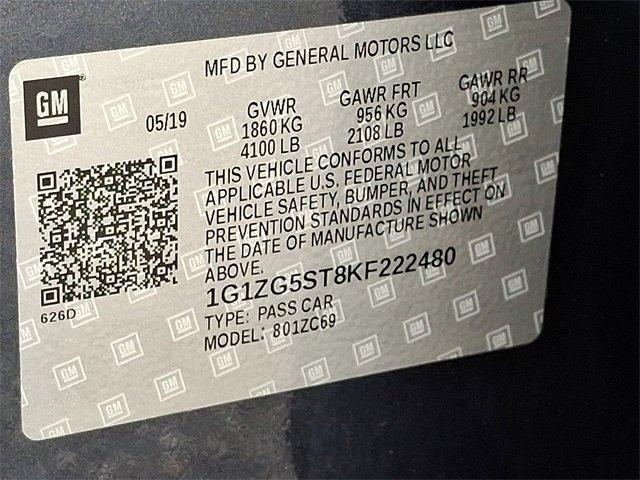 GM
MFD BY GENERAL MOTORS LLC
05/19
GVWR
1860 KG
4100 LB
GAWR FRT
956 KG
2108 LB
GAWR RR
904 KG
1992 LB
THIS VEHICLE CONFORMS TO ALL
APPLICABLE U.S. FEDERAL MOTOR
VEHICLE SAFETY, BUMPER, AND THEFT
PREVENTION STANDARDS IN EFFECT ON
THE DATE OF MANUFACTURE SHOWN
ABOVE.
1G1ZG5ST8KF222480
626D
TYPE: PASS CAR
MODEL: 801ZC69